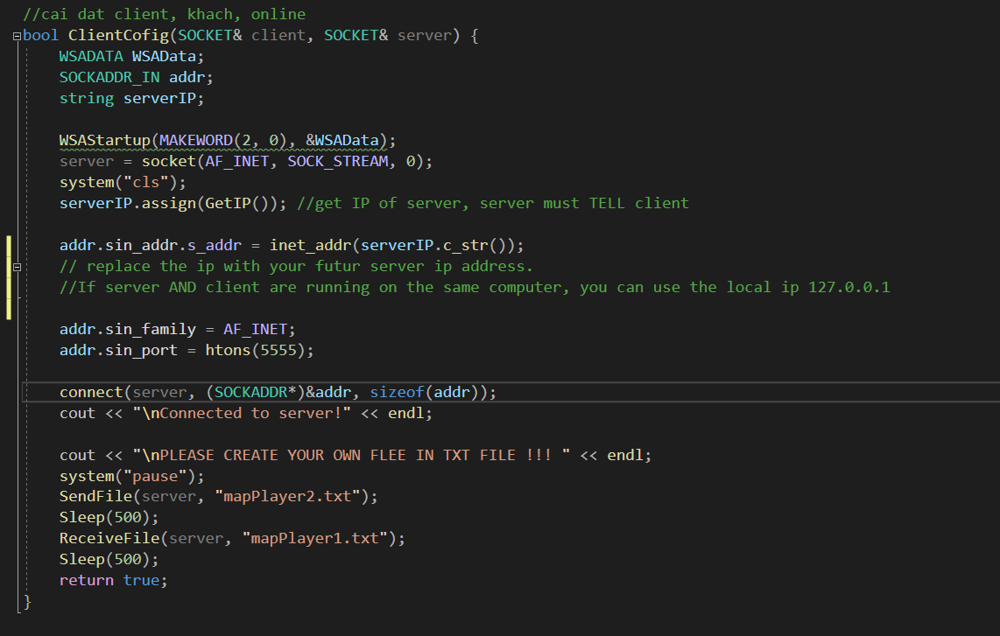 //cai dat client, khach, online
bool ClientCofig(SOCKET& client, SOCKET& server) {
WSADATA WSAData;
SOCKADDR_IN addr;
string serverIP;
WSAStartup(MAKEWORD(2, 0), &WSAData);
server = socket(AF_INET, SOCK_STREAM, 0);
system("cls");
serverIP.assign(GetIP()); //get IP of server, server must TELL client
addr.sin_addr.s_addr = inet_addr(serverIP.c_str());
// replace the ip with your futur server ip address.
//If server AND client are running on the same computer, you can use the local ip 127.0.0.1
addr.sin_family = AF_INET;
addr.sin_port = htons(5555);
connect(server, (SOCKADDR*)&addr, sizeof(addr));
cout << "\nConnected to server!" << endl;
cout << "\nPLEASE CREATE YOUR OWN FLEE IN TXT FILE !!! " << endl;
system("pause");
SendFile(server, "mapPlayer2.txt");
Sleep(500);
ReceiveFile(server, "mapPlayer1.txt");
Sleep(500);
return true;
}